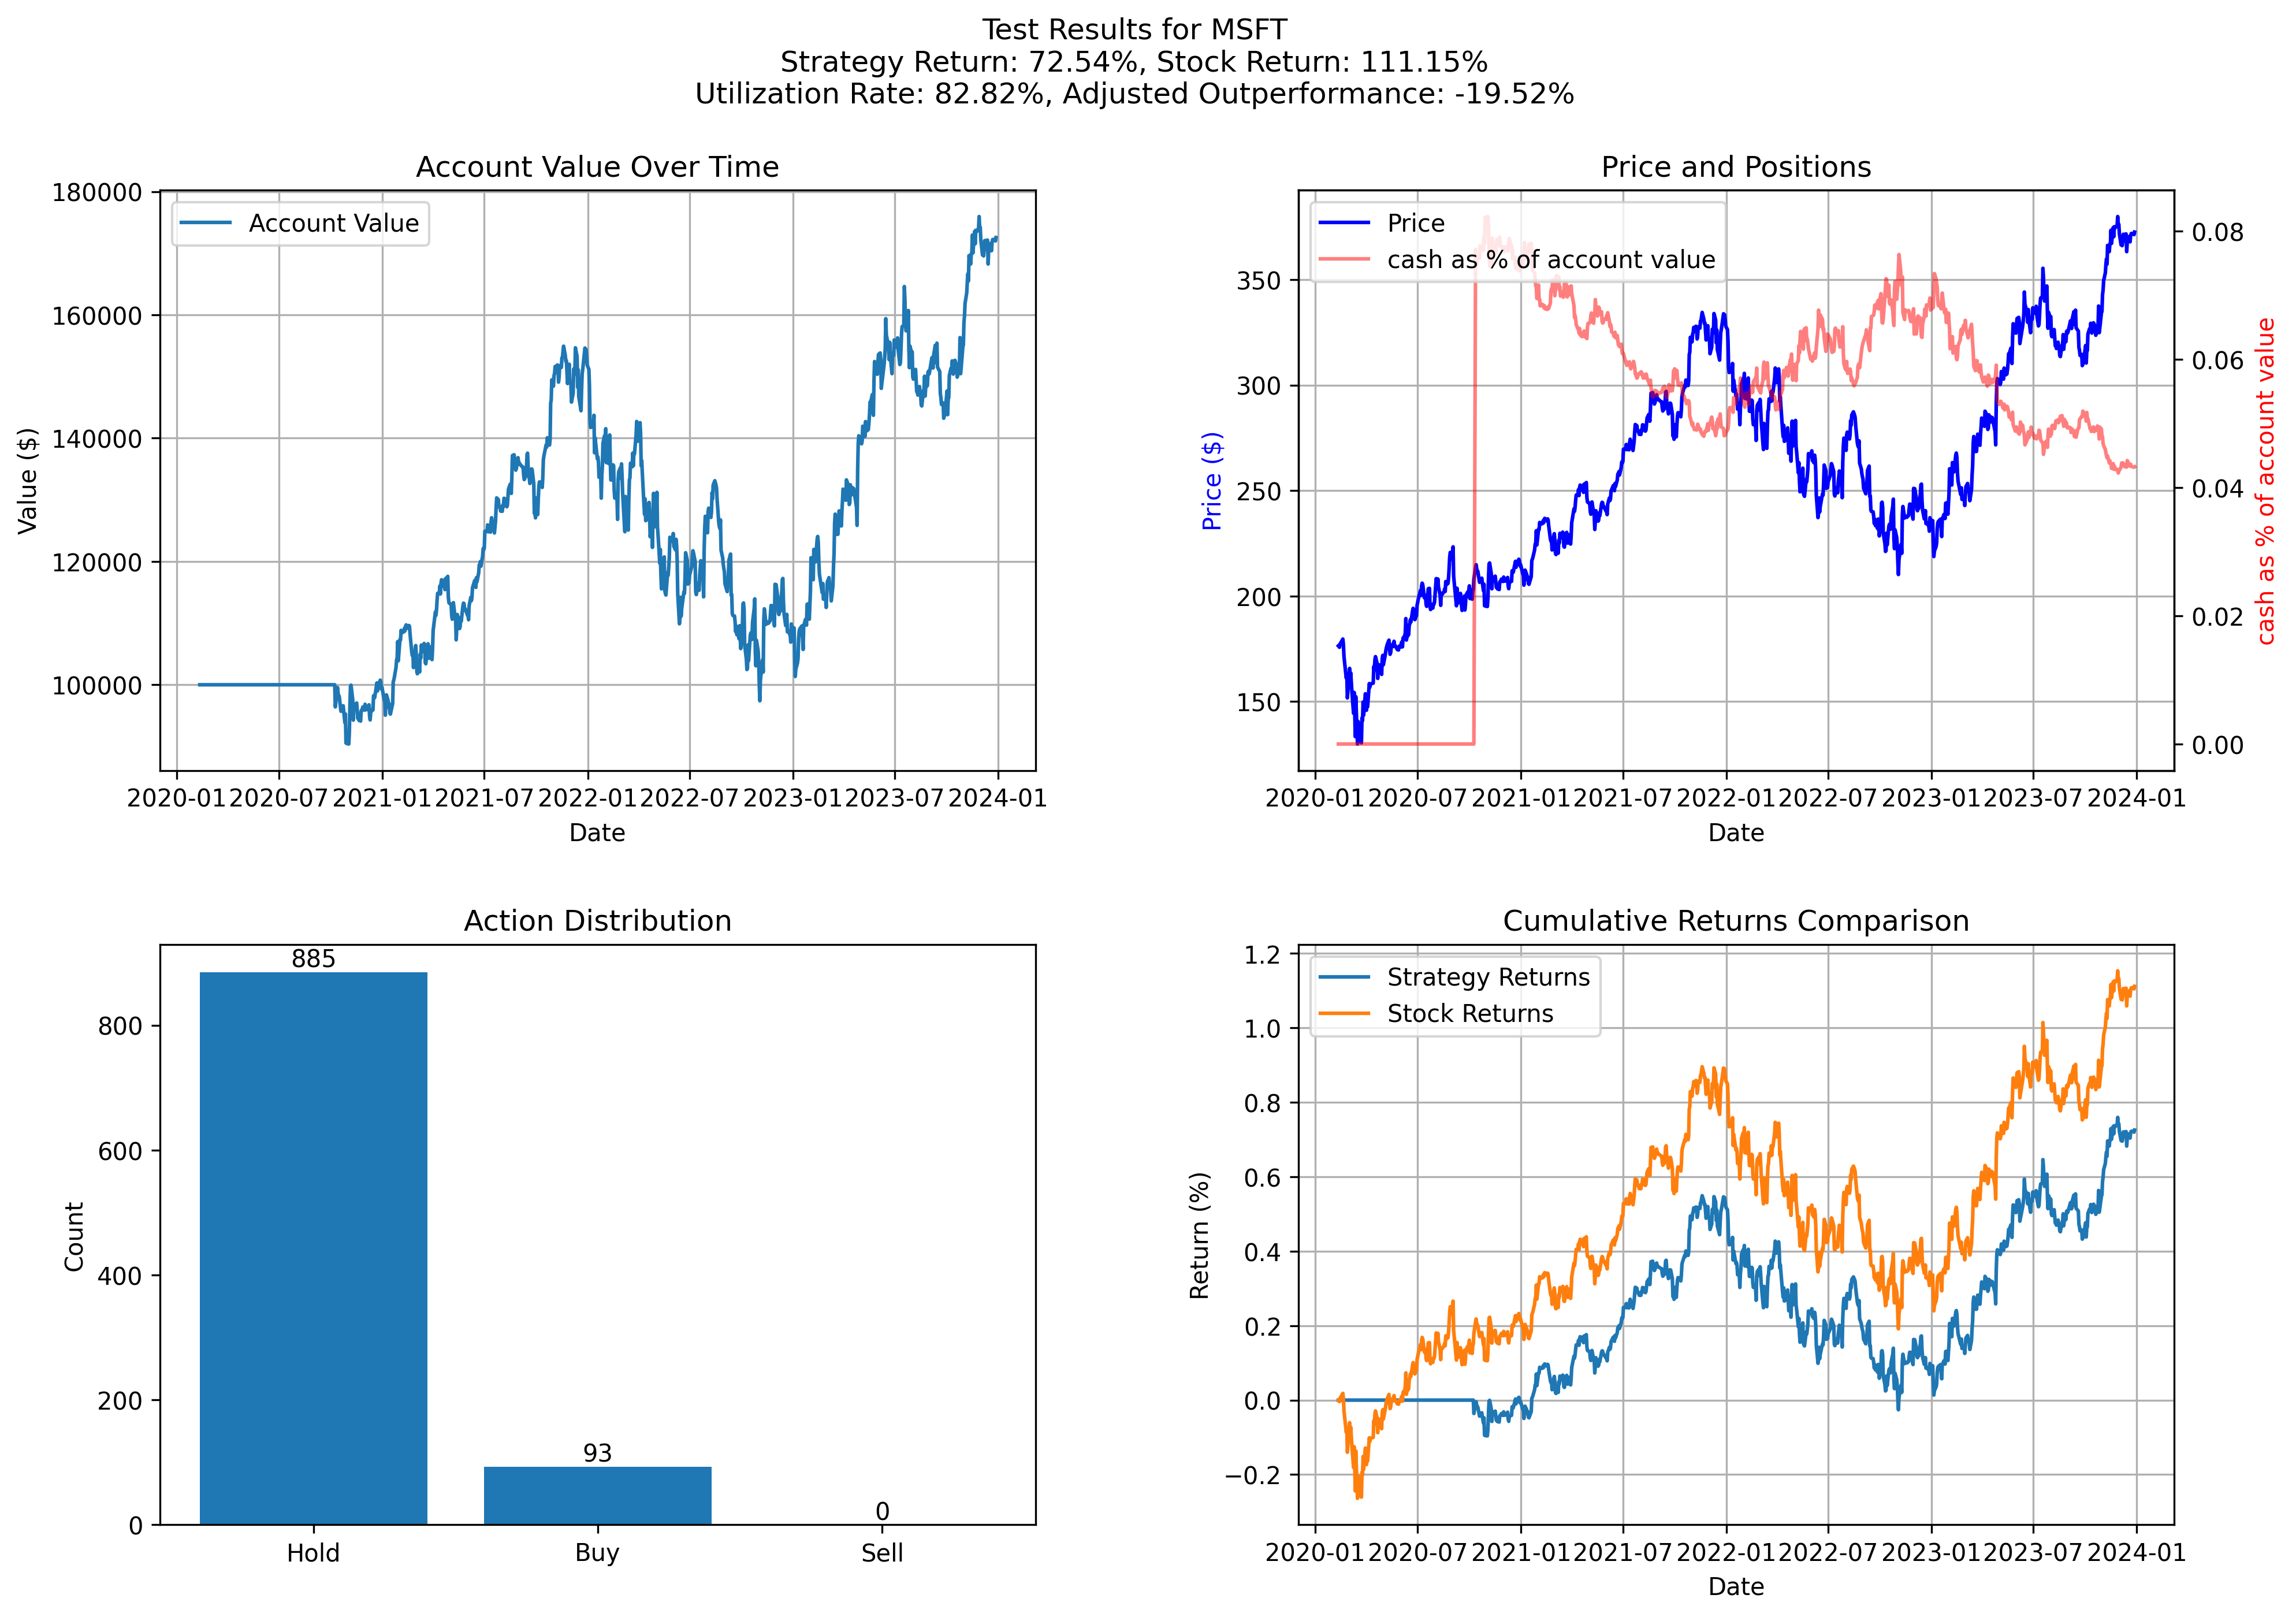 Test Results for MSFT
Strategy Return: 72.54%, Stock Return: 111.15%
Utilization Rate: 82.82%, Adjusted Outperformance: -19.52%
Account Value Over Time
Account Value
180000
160000
140000
120000
100000
Value ($)
2020-01 2020-07 2021-01 2021-07 2022-01 2022-07 2023-01 2023-07 2024-01
Date
Price and Positions
Price
cash as % of account value
350
300
250
200
150
Price ($)
0.08
0.06
0.04
0.02
0.00
cash as % of account value
2020-01 2020-07 2021-01 2021-07 2022-01 2022-07 2023-01 2023-07 2024-01
Date
Action Distribution
885
93
0
800
600
400
200
0
Count
Hold Buy Sell
Cumulative Returns Comparison
Strategy Returns
Stock Returns
1.2
1.0
0.8
0.6
0.4
0.2
0.0
−0.2
Return (%)
2020-01 2020-07 2021-01 2021-07 2022-01 2022-07 2023-01 2023-07 2024-01
Date